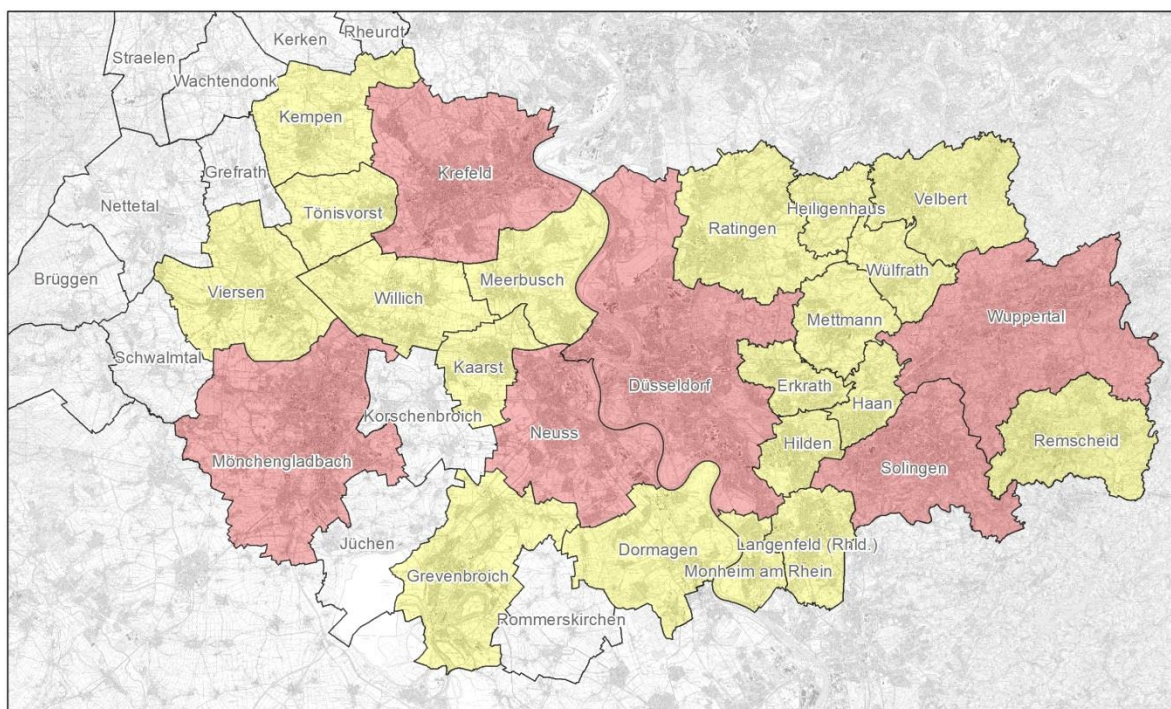 Kerken
Rheurdt
Straelen
Wachtendonk
Kempen
Krefeld
Grefrath
Nettetal
Tönisvorst
Heiligenhaus
Velbert
Ratingen
Brüggen
Viersen
Willich
Meerbusch
Wülfrath
Mettmann
Wuppertal
Schwalmtal
Kaarst
Düsseldorf
Erkrath
Haan
Korschenbroich
Neuss
Hilden
Remscheid
Mönchengladbach
Solingen
Jüchen
Dormagen
Langenfeld (Rhld.)
Grevenbroich
Monheim am Rhein
Rommerskirchen